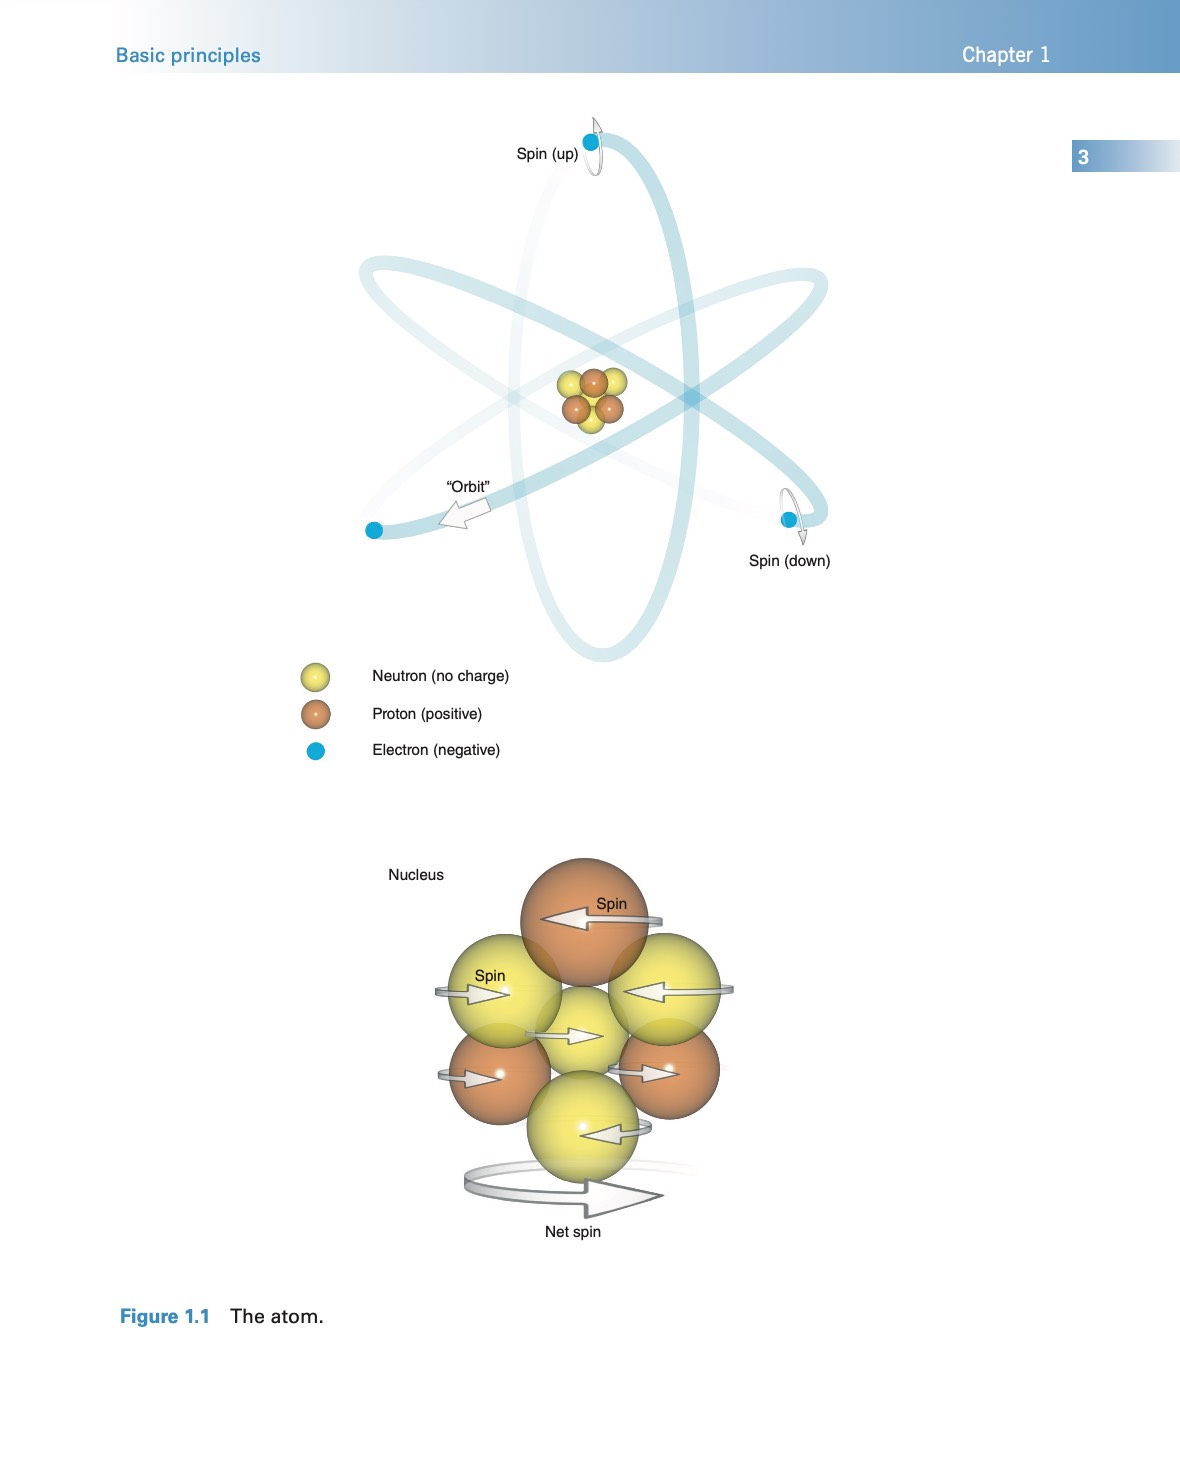 Basic principles
Chapter 1
3
Spin (up)
“Orbit”
Spin (down)
Neutron (no charge)
Proton (positive)
Electron (negative)
Nucleus
Spin
Spin
Net spin
Figure 1.1 The atom.